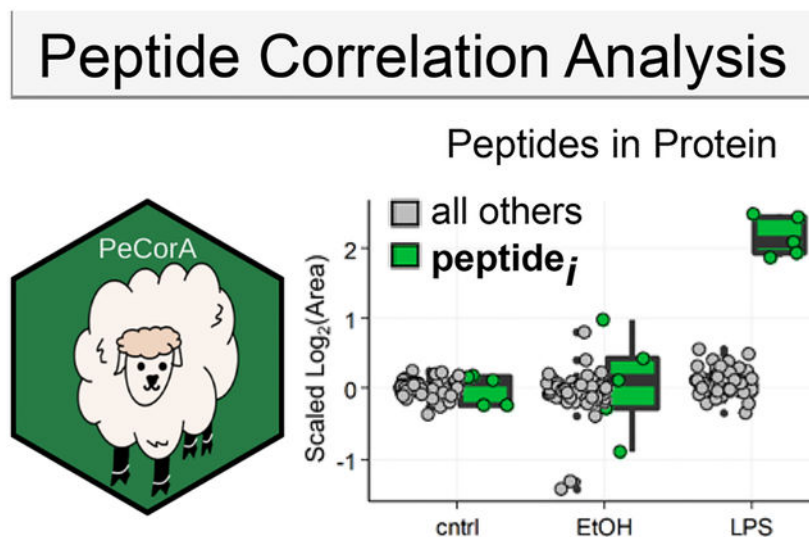 Peptide Correlation Analysis
Peptides in Protein
PeCorA
all others
peptide_i
Scaled Log₂(Area)
2
1
0
-1
cntrl
EtOH
LPS